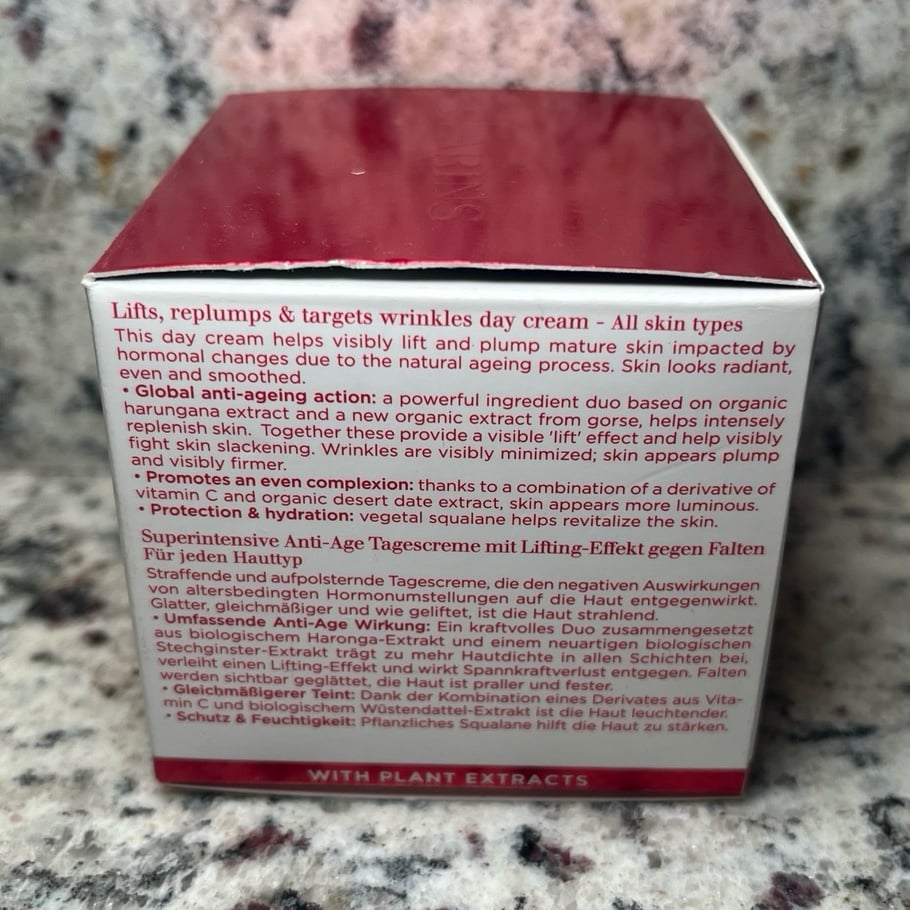 CLARINS
Lifts, replumps & targets wrinkles day cream - All skin types
This day cream helps visibly lift and plump mature skin impacted by
hormonal changes due to the natural ageing process. Skin looks radiant,
even and smoothed.
• Global anti-ageing action: a powerful ingredient duo based on organic
harungana extract and a new organic extract from gorse, helps intensely
replenish skin. Together these provide a visible 'lift' effect and help visibly
fight skin slackening. Wrinkles are visibly minimized; skin appears plump
and visibly firmer.
• Promotes an even complexion: thanks to a combination of a derivative of
vitamin C and organic desert date extract, skin appears more luminous.
• Protection & hydration: vegetal squalane helps revitalize the skin.
Superintensive Anti-Age Tagescreme mit Lifting-Effekt gegen Falten
Für jeden Hauttyp
Straffende und aufpolsternde Tagescreme, die den negativen Auswirkungen
von altersbedingten Hormonumstellungen auf die Haut entgegenwirkt.
Glatter, gleichmäßiger und wie geliftet, ist die Haut strahlend.
• Umfassende Anti-Age Wirkung: Ein kraftvolles Duo zusammengesetzt
aus biologischem Haronga-Extrakt und einem neuartigen biologischen
Stechginster-Extrakt trägt zu mehr Hautdichte in allen Schichten bei,
verleiht einen Lifting-Effekt und wirkt Spannkraftverlust entgegen. Falten
werden sichtbar geglättet, die Haut ist praller und fester.
• Gleichmäßigerer Teint: Dank der Kombination eines Derivates aus Vita-
min C und biologischem Wüstendattel-Extrakt ist die Haut leuchtender.
• Schutz & Feuchtigkeit: Pflanzliches Squalane hilft die Haut zu stärken.
WITH PLANT EXTRACTS